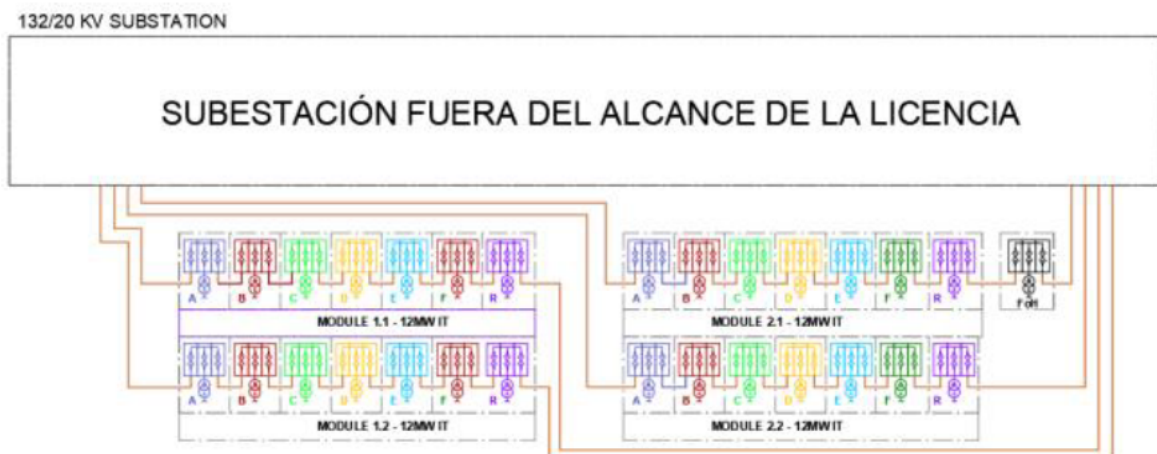 132/20 KV SUBSTATION
SUBESTACIÓN FUERA DEL ALCANCE DE LA LICENCIA
A B C D E F R
A B C D E F R FoH
MODULE 1.1 - 12MW IT
MODULE 2.1 - 12MW IT
A B C D E F R
A B C D E F R
MODULE 1.2 - 12MW IT
MODULE 2.2 - 12MW IT